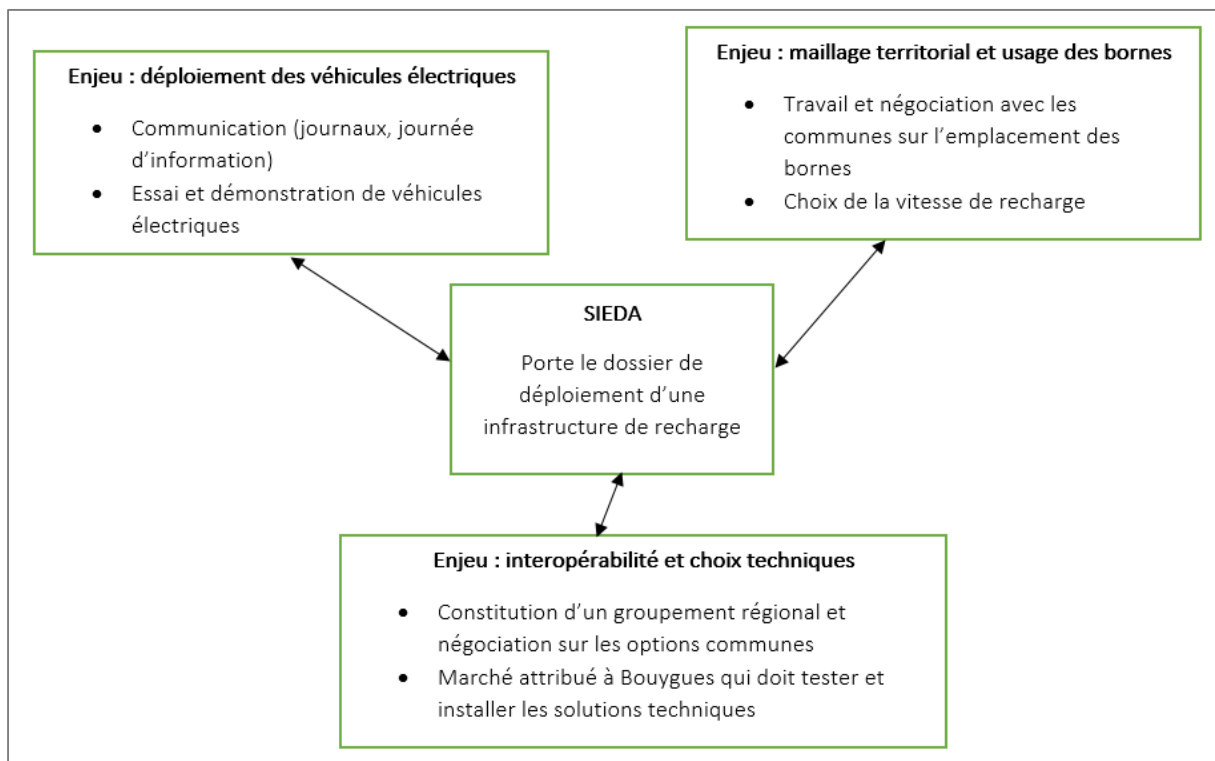 Enjeu : déploiement des véhicules électriques
• Communication (journaux, journée
d’information)
• Essai et démonstration de véhicules
électriques
Enjeu : maillage territorial et usage des bornes
• Travail et négociation avec les
communes sur l’emplacement des
bornes
• Choix de la vitesse de recharge
SIEDA
Porte le dossier de
déploiement d’une
infrastructure de recharge
Enjeu : interopérabilité et choix techniques
• Constitution d’un groupement régional et
négociation sur les options communes
• Marché attribué à Bouygues qui doit tester et
installer les solutions techniques